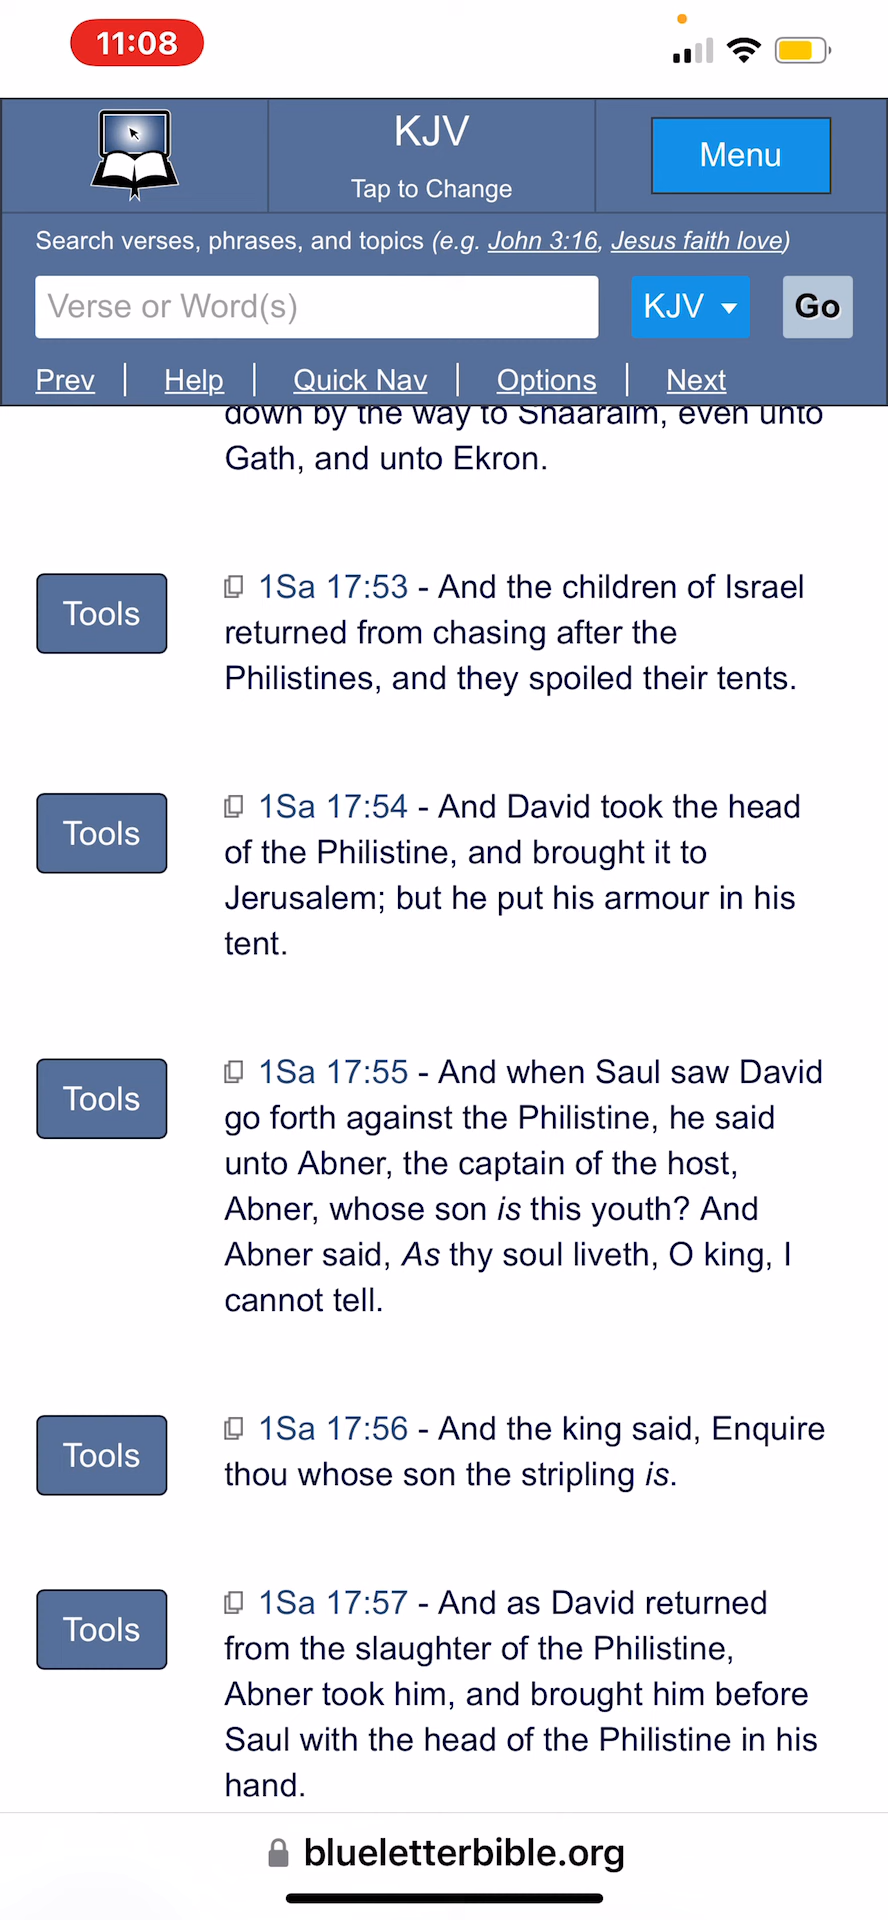 11:08
KJV
Tap to Change
Menu
Search verses, phrases, and topics (e.g. John 3:16, Jesus faith love)
Verse or Word(s)
KJV
Go
Prev | Help | Quick Nav | Options | Next
down by the way to Shaaraim, even unto
Gath, and unto Ekron.
Tools
1Sa 17:53 - And the children of Israel
returned from chasing after the
Philistines, and they spoiled their tents.
Tools
1Sa 17:54 - And David took the head
of the Philistine, and brought it to
Jerusalem; but he put his armour in his
tent.
Tools
1Sa 17:55 - And when Saul saw David
go forth against the Philistine, he said
unto Abner, the captain of the host,
Abner, whose son is this youth? And
Abner said, As thy soul liveth, O king, I
cannot tell.
Tools
1Sa 17:56 - And the king said, Enquire
thou whose son the stripling is.
Tools
1Sa 17:57 - And as David returned
from the slaughter of the Philistine,
Abner took him, and brought him before
Saul with the head of the Philistine in his
hand.
blueletterbible.org